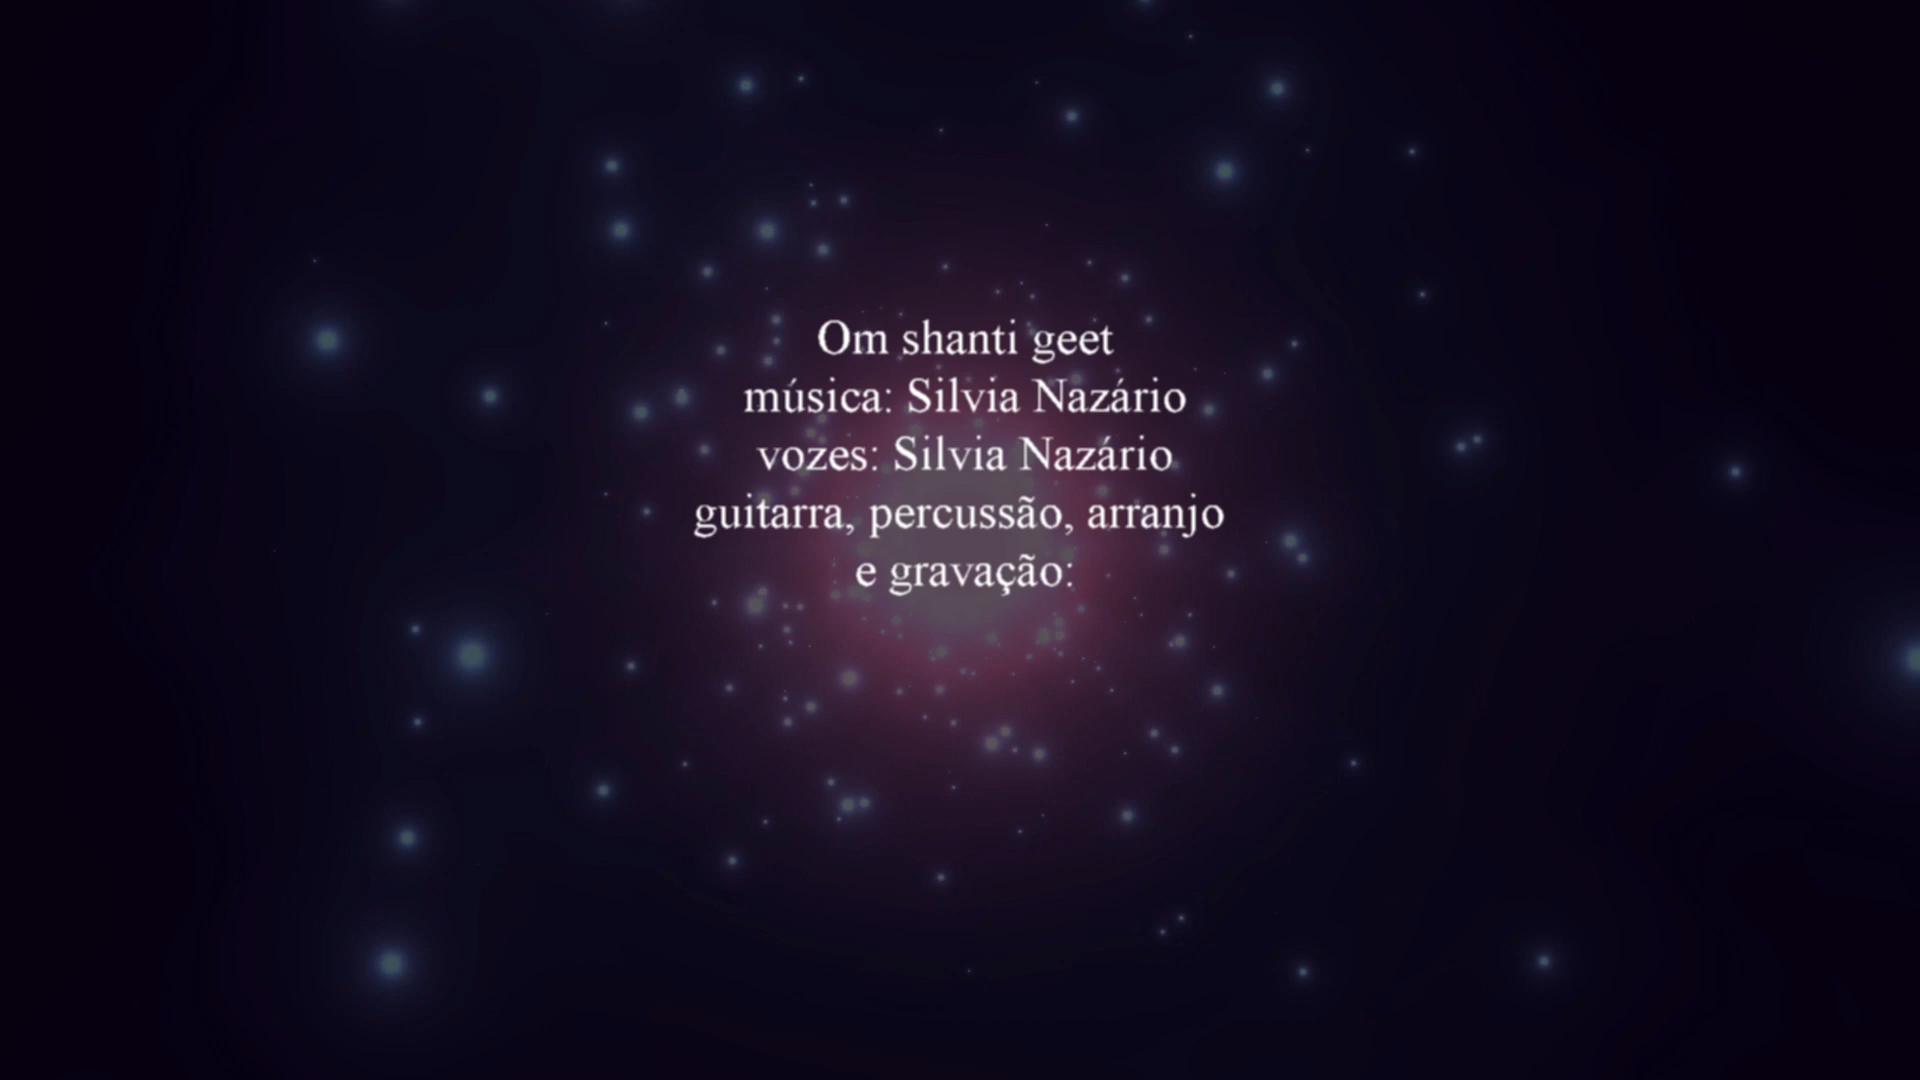 Om shanti geet
música: Silvia Nazário
vozes: Silvia Nazário
guitarra, percussão, arranjo
e gravação: